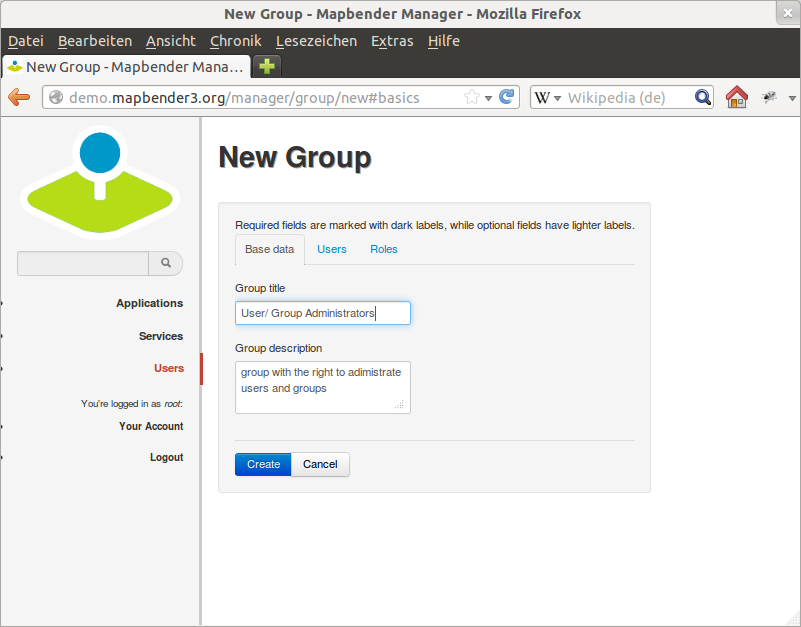 New Group - Mapbender Manager - Mozilla Firefox
Datei Bearbeiten Ansicht Chronik Lesezeichen Extras Hilfe
New Group - Mapbender Mana...
demo.mapbender3.org/manager/group/new#basics
W Wikipedia (de)
New Group
Required fields are marked with dark labels, while optional fields have lighter labels.
Base data Users Roles
Group title
User/ Group Administrators
Group description
group with the right to adimistrate
users and groups
Create Cancel
Applications
Services
Users
You're logged in as root:
Your Account
Logout